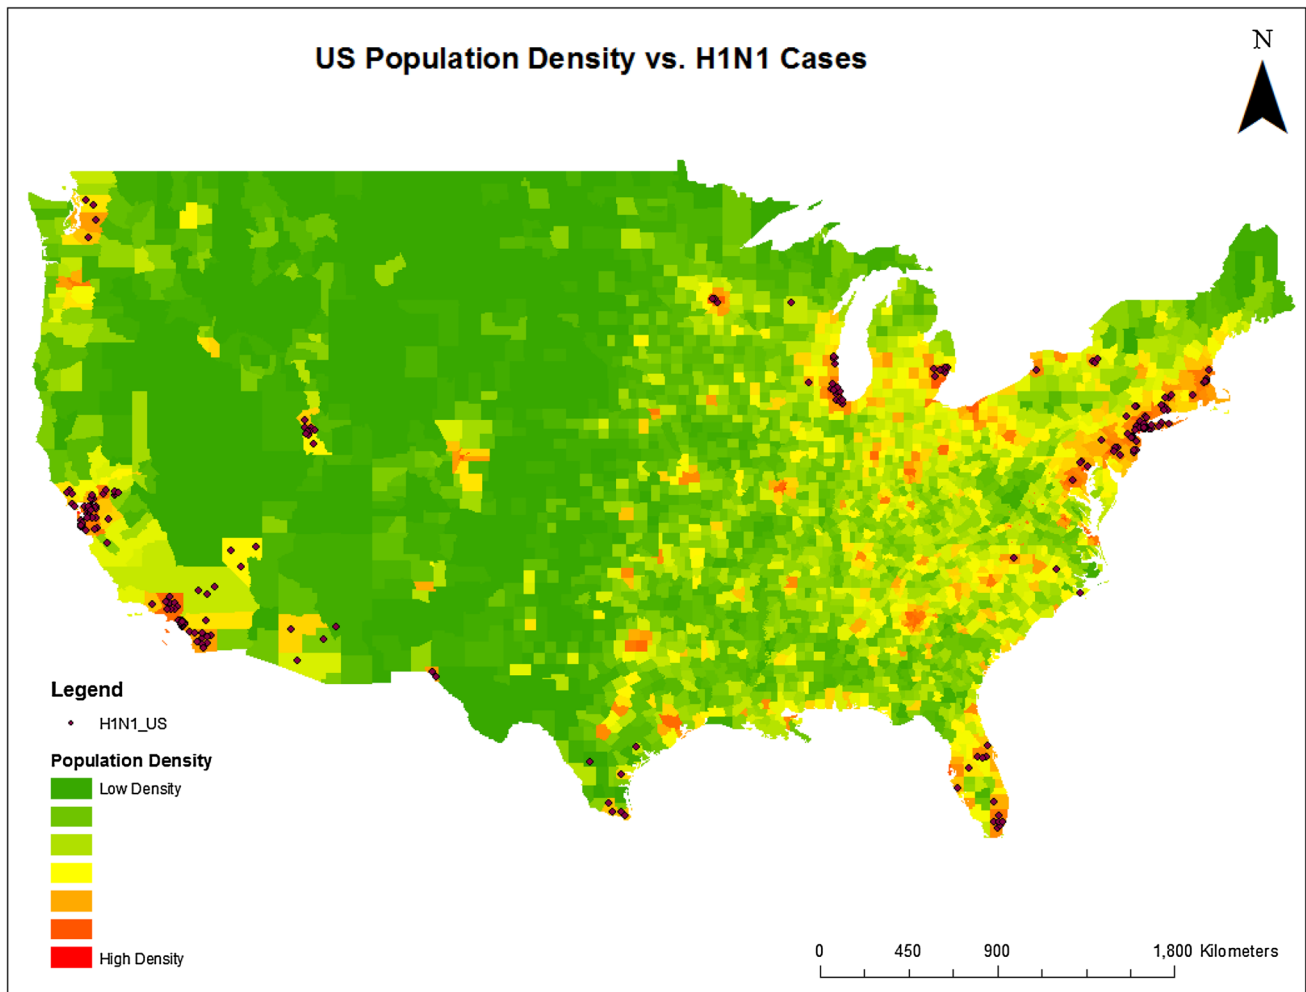 US Population Density vs. H1N1 Cases
N
Legend
H1N1_US
Population Density
Low Density
High Density
0 450 900 1,800 Kilometers